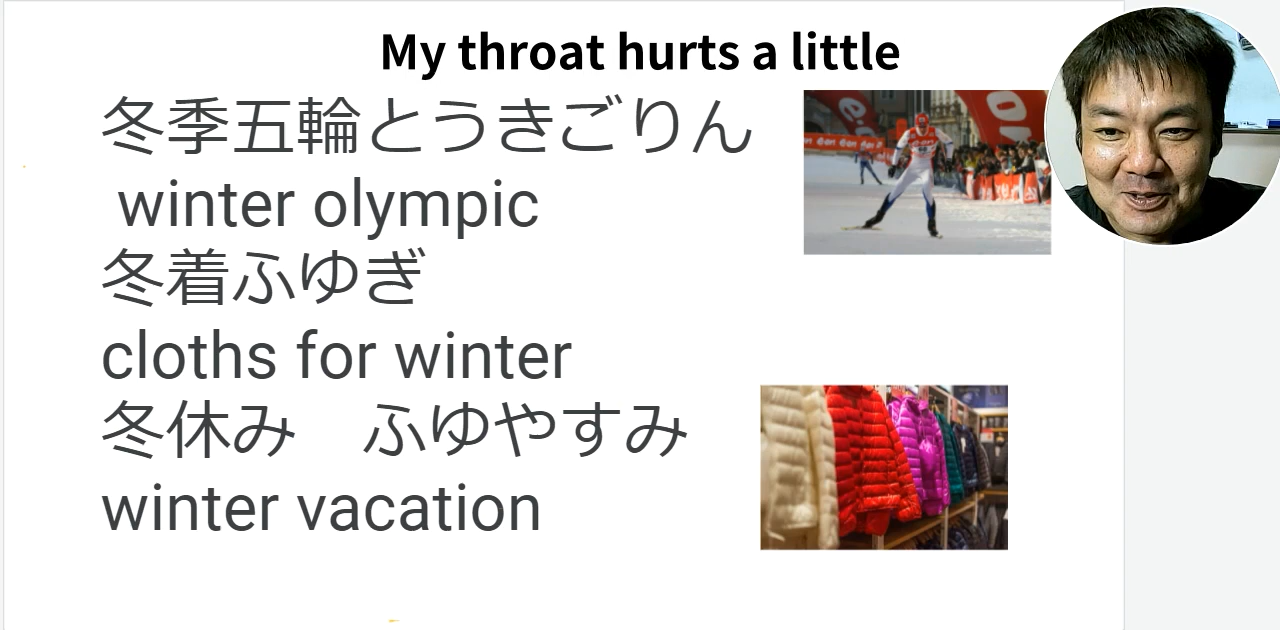 My throat hurts a little
冬季五輪とうきごりん
winter olympic
冬着ふゆぎ
cloths for winter
冬休み　ふゆやすみ
winter vacation